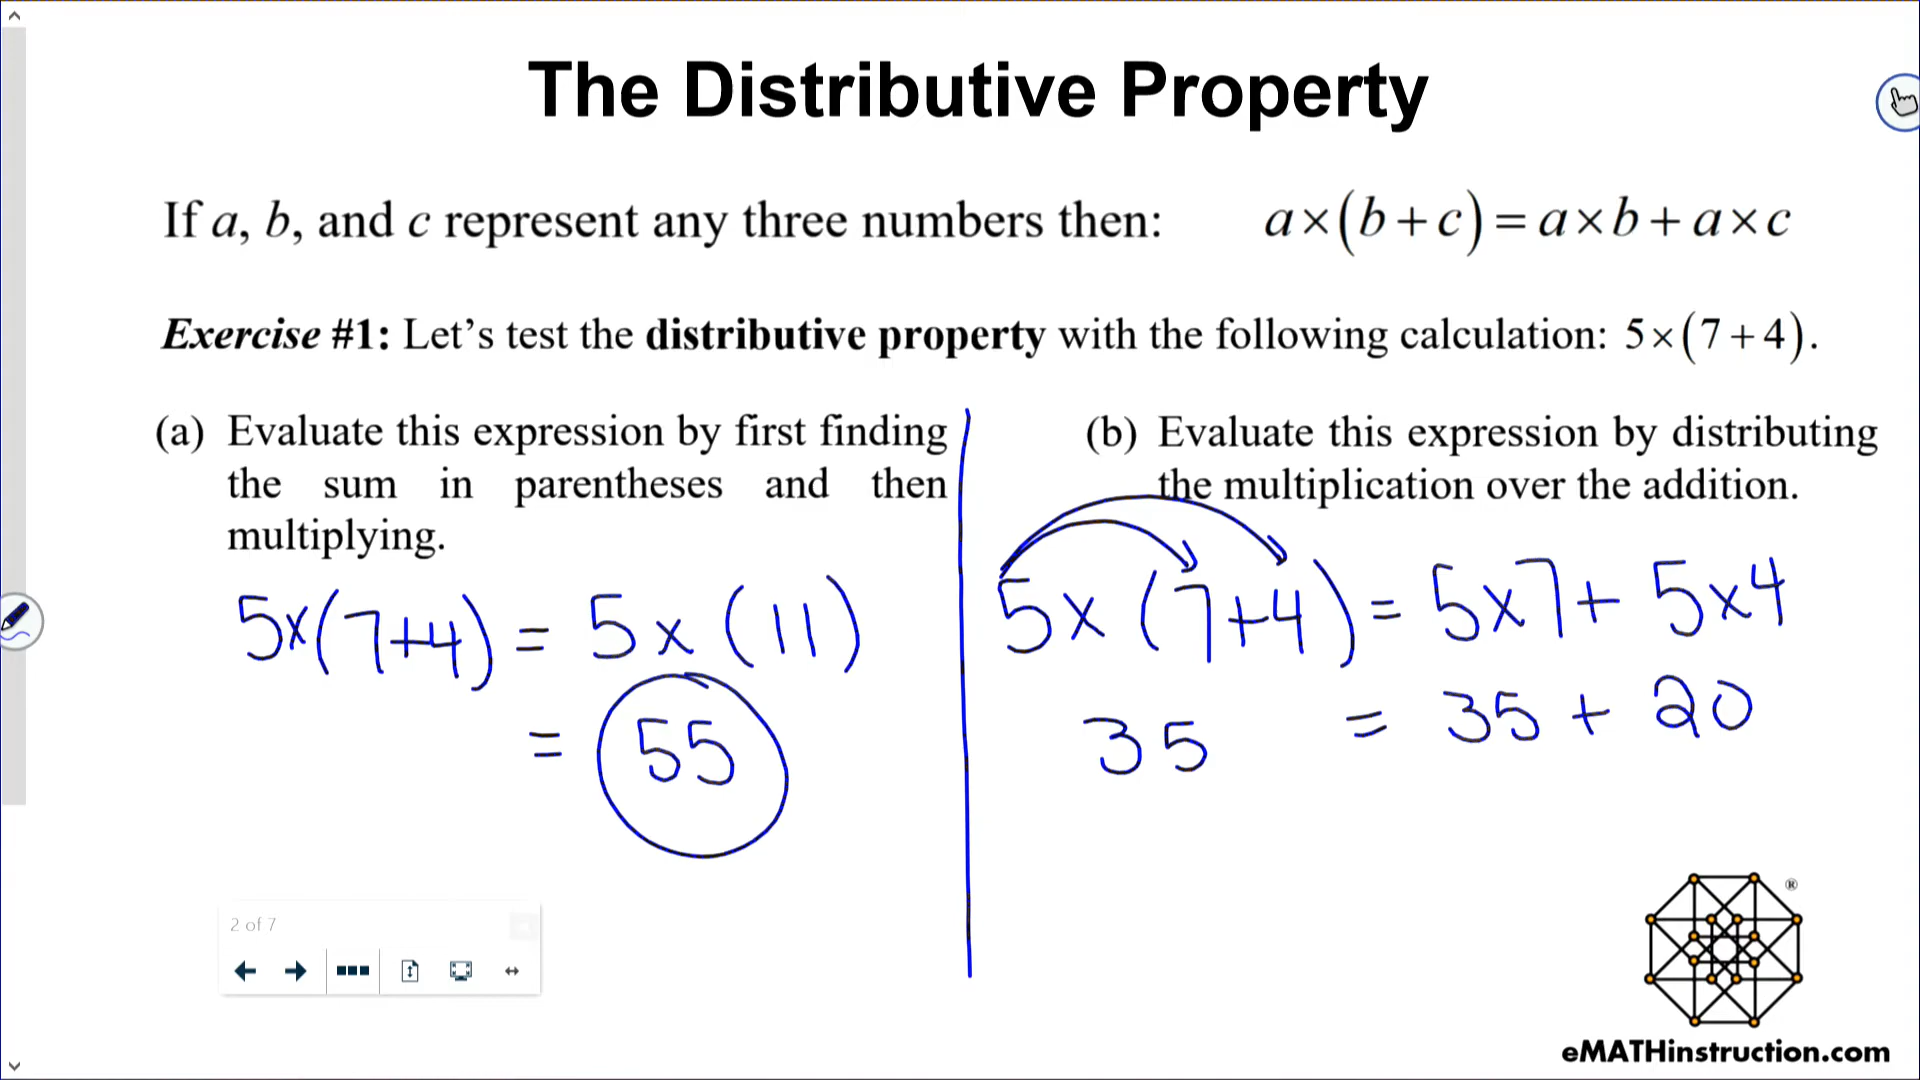 The Distributive Property
If a, b, and c represent any three numbers then: a×(b+c)=a×b+a×c
Exercise #1: Let’s test the distributive property with the following calculation: 5×(7+4).
(a) Evaluate this expression by first finding
the sum in parentheses and then
multiplying.
5x(7+4) = 5x(11)
= 55
(b) Evaluate this expression by distributing
the multiplication over the addition.
5x(7+4) = 5x7+ 5x4
35 = 35 + 20
2 of 7
®
eMATHinstruction.com